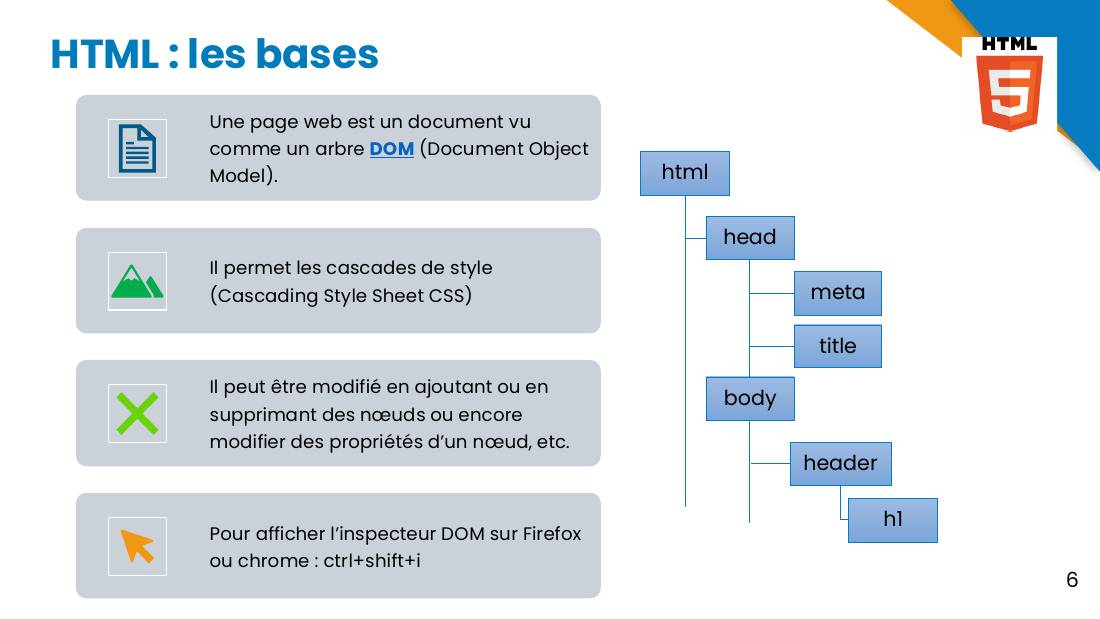 HTML : les bases
HTML
5
Une page web est un document vu
comme un arbre DOM (Document Object
Model).
Il permet les cascades de style
(Cascading Style Sheet CSS)
Il peut être modifié en ajoutant ou en
supprimant des nœuds ou encore
modifier des propriétés d’un nœud, etc.
Pour afficher l’inspecteur DOM sur Firefox
ou chrome : ctrl+shift+i
html
head
meta
title
body
header
h1
6